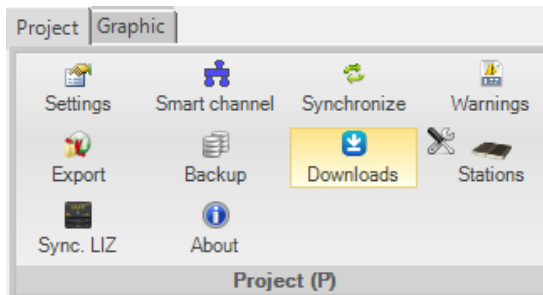 Project Graphic
Settings Smart channel Synchronize Warnings
Export Backup Downloads Stations
Sync. LIZ About
Project (P)